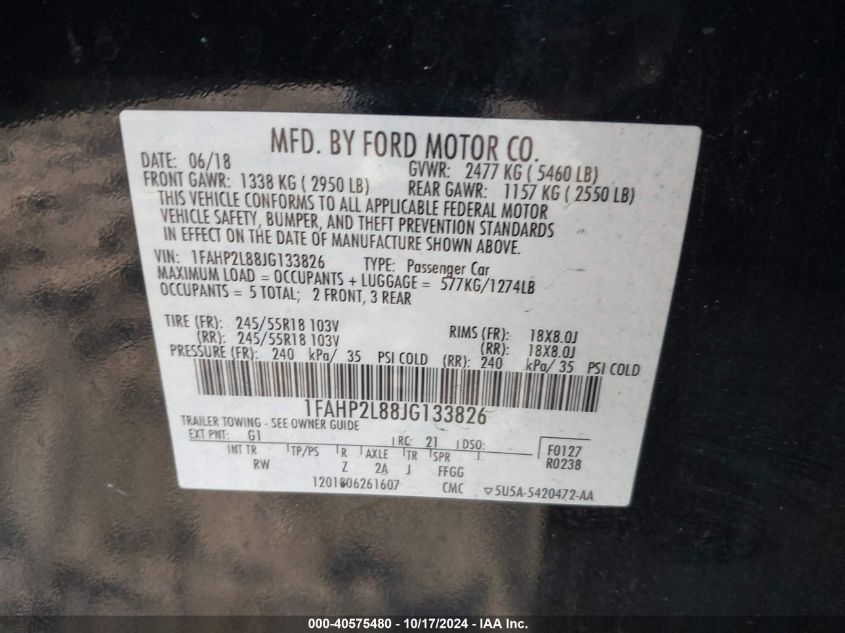 MFD. BY FORD MOTOR CO.
DATE: 06/18 GVWR: 2477 KG ( 5460 LB)
FRONT GAWR: 1338 KG ( 2950 LB) REAR GAWR: 1157 KG ( 2550 LB)
THIS VEHICLE CONFORMS TO ALL APPLICABLE FEDERAL MOTOR
VEHICLE SAFETY, BUMPER, AND THEFT PREVENTION STANDARDS
IN EFFECT ON THE DATE OF MANUFACTURE SHOWN ABOVE.
VIN: 1FAHP2L88JG133826 TYPE: Passenger Car
MAXIMUM LOAD = OCCUPANTS + LUGGAGE = 577KG/1274LB
OCCUPANTS = 5 TOTAL; 2 FRONT, 3 REAR
TIRE (FR): 245/55R18 103V RIMS (FR): 18X8.0J
(RR): 245/55R18 103V (RR): 18X8.0J
PRESSURE (FR): 240 kPa/ 35 PSI COLD (RR): 240 kPa/ 35 PSI COLD
1FAHP2L88JG133826
TRAILER TOWING - SEE OWNER GUIDE
EXT PNT: G1 RC: 21 DSO: F0127
INT TR TP/PS R AXLE TR SPR R0238
RW Z 2A J FFGG
1201806261607 CMC ▽5U5A-5420472-AA
000-40575480 - 10/17/2024 - IAA Inc.